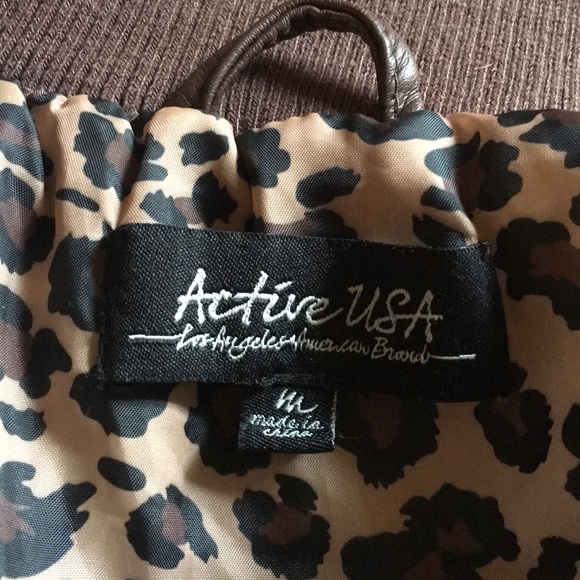 Active USA
Los Angeles American Brand
M
made in
china